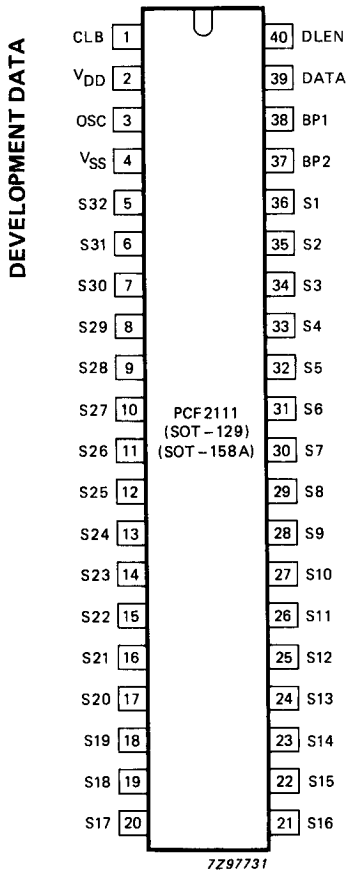 DEVELOPMENT DATA
CLB 1 40 DLEN
VDD 2 39 DATA
OSC 3 38 BP1
VSS 4 37 BP2
S32 5 36 S1
S31 6 35 S2
S30 7 34 S3
S29 8 33 S4
S28 9 32 S5
S27 10 31 S6
S26 11 30 S7
S25 12 29 S8
S24 13 28 S9
S23 14 27 S10
S22 15 26 S11
S21 16 25 S12
S20 17 24 S13
S19 18 23 S14
S18 19 22 S15
S17 20 21 S16
PCF2111
(SOT-129)
(SOT-158A)
7Z97731